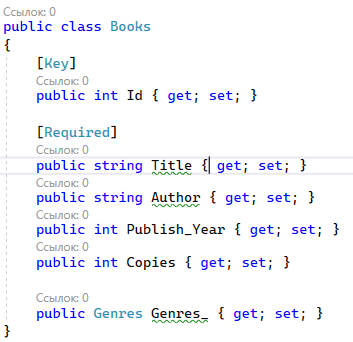 Ссылок: 0
public class Books
{
[Key]
Ссылок: 0
public int Id { get; set; }
[Required]
Ссылок: 0
public string Title { get; set; }
Ссылок: 0
public string Author { get; set; }
Ссылок: 0
public int Publish_Year { get; set; }
Ссылок: 0
public int Copies { get; set; }
Ссылок: 0
public Genres Genres_ { get; set; }
}